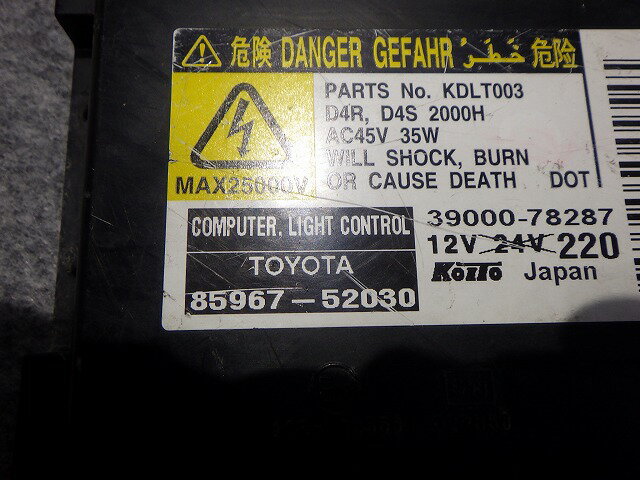 危険 DANGER GEFAHR خطر 危险
PARTS No. KDLT003
D4R, D4S 2000H
AC45V 35W
WILL SHOCK, BURN
OR CAUSE DEATH DOT
MAX25000V
COMPUTER, LIGHT CONTROL
TOYOTA
85967-52030
39000-78287
12V 24V 220
KOITO Japan